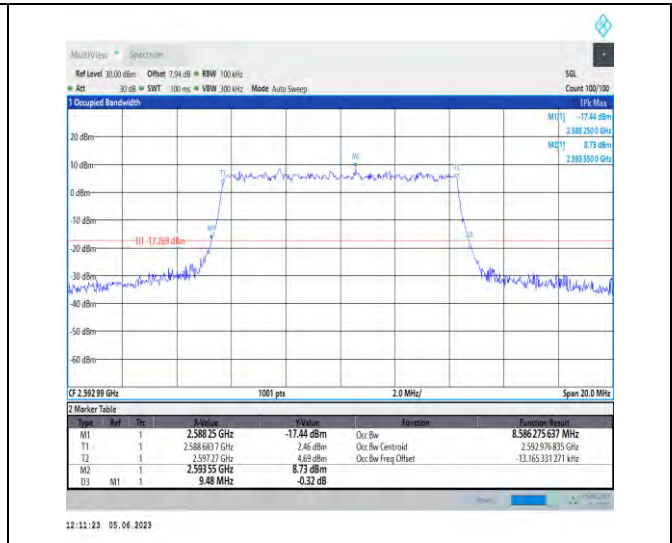 MultiView Spectrum
Ref Level 30.00 dBm Offset 7.94 dB RBW 100 kHz SGL
Att 30 dB SWT 100 ms VBW 300 kHz Mode Auto Sweep Count 100/100
1 Occupied Bandwidth 1Pk Max
M1[1] -17.44 dBm
2.588 250 0 GHz
20 dBm M2[1] 8.73 dBm
2.593 550 0 GHz
M2
10 dBm
T1
0 dBm
-10 dBm
M1
H1 -17.269 dBm
-20 dBm
-30 dBm
-40 dBm
-50 dBm
-60 dBm
CF 2.592 99 GHz 1001 pts 2.0 MHz/ Span 20.0 MHz
2 Marker Table
Type Ref Trc X-Value Y-Value Function Function Result
M1 1 2.588 25 GHz -17.44 dBm Occ Bw 8.586 275 637 MHz
T1 1 2.588 683 7 GHz 2.46 dBm Occ Bw Centroid 2.592 976 835 GHz
T2 1 2.597 27 GHz 4.69 dBm Occ Bw Freq Offset -13.165 331 271 kHz
M2 1 2.593 55 GHz 8.73 dBm
D3 M1 1 9.48 MHz -0.32 dB
12:11:23 05.06.2023